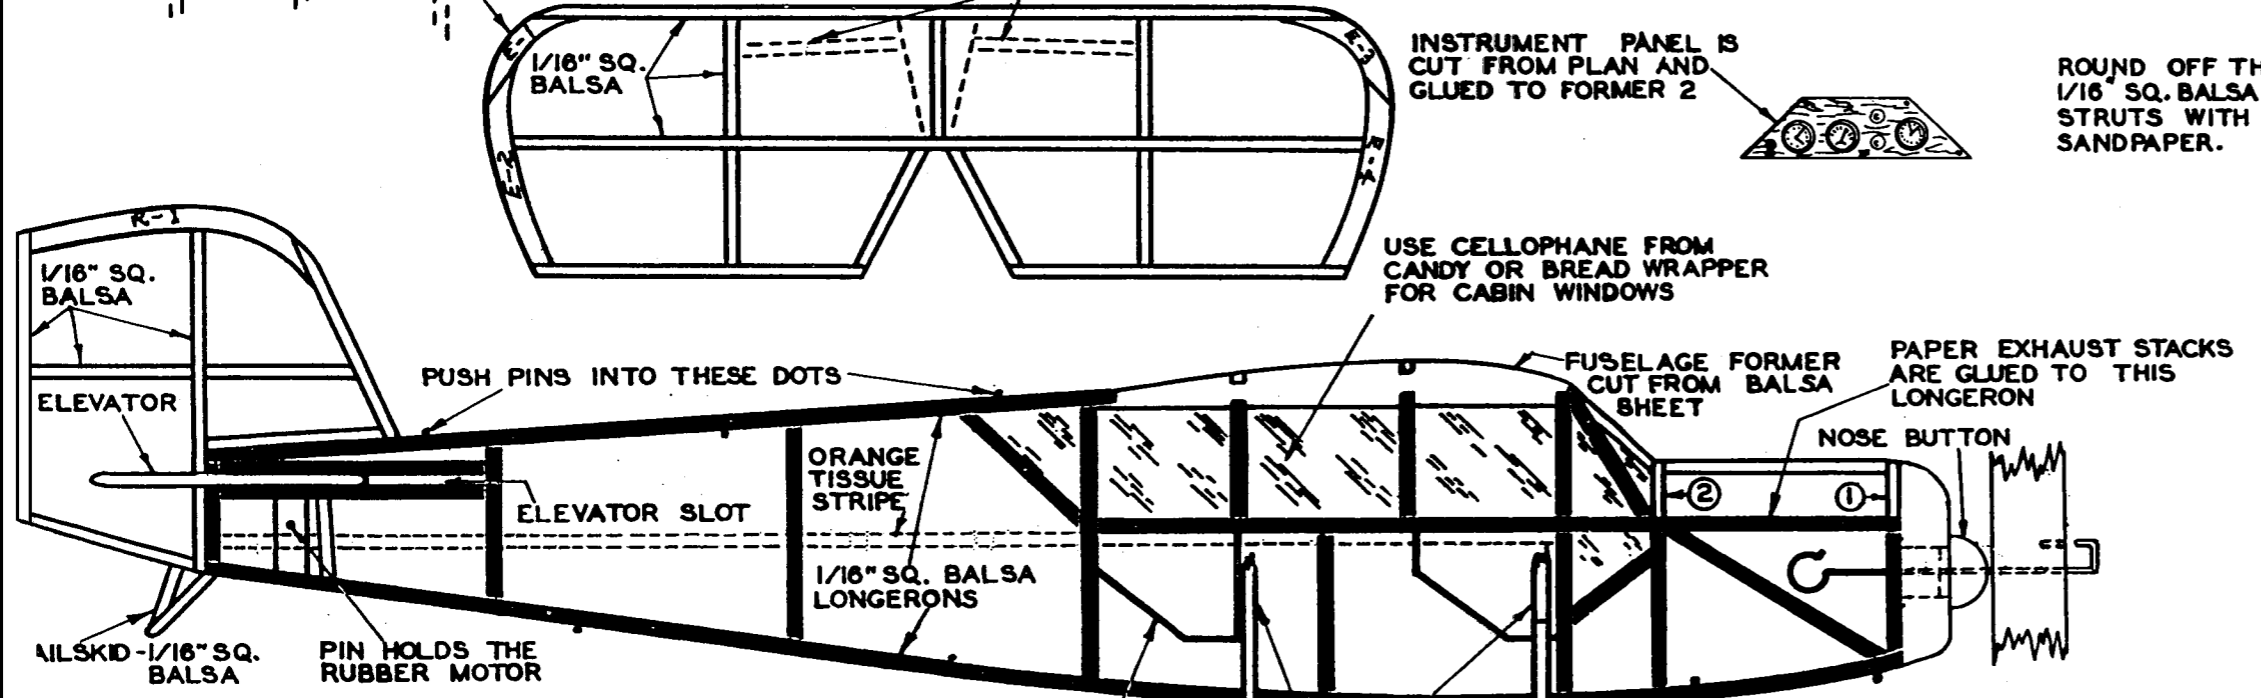 1/16" SQ.
BALSA
E-2
E-3
INSTRUMENT PANEL IS
CUT FROM PLAN AND
GLUED TO FORMER 2
ROUND OFF TH
1/16" SQ. BALSA
STRUTS WITH
SANDPAPER.
R-1
1/16" SQ.
BALSA
ELEVATOR
USE CELLOPHANE FROM
CANDY OR BREAD WRAPPER
FOR CABIN WINDOWS
PUSH PINS INTO THESE DOTS
FUSELAGE FORMER
CUT FROM BALSA
SHEET
PAPER EXHAUST STACKS
ARE GLUED TO THIS
LONGERON
NOSE BUTTON
2
1
ORANGE
TISSUE
STRIPE
ELEVATOR SLOT
1/16" SQ. BALSA
LONGERONS
AILSKID-1/16" SQ.
BALSA
PIN HOLDS THE
RUBBER MOTOR